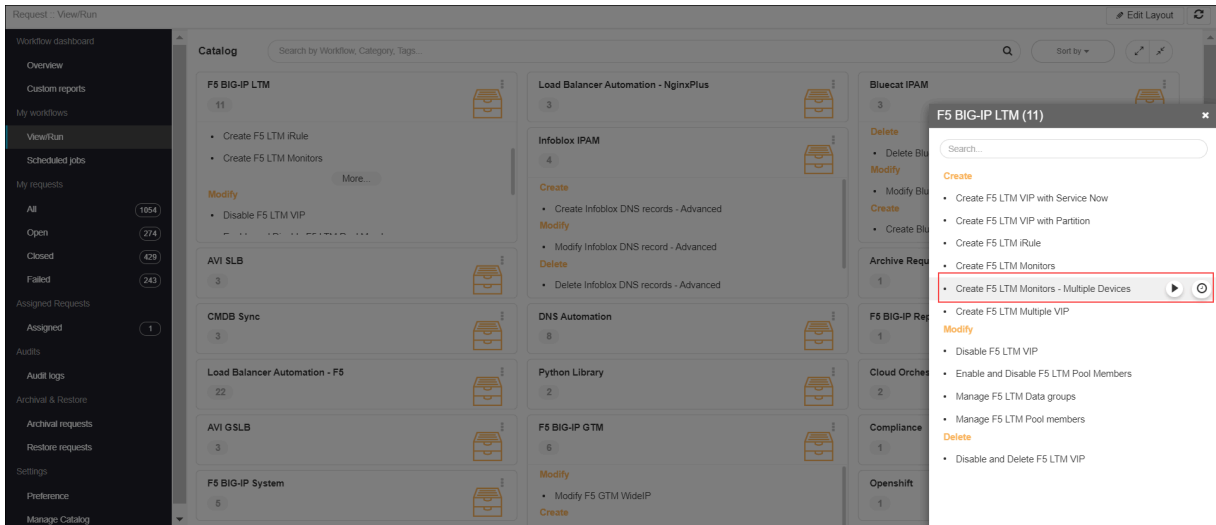 Request :: View/Run
Edit Layout
Workflow dashboard
Overview
Custom reports
My workflows
View/Run
Scheduled jobs
My requests
All 1054
Open 274
Closed 429
Failed 243
Assigned Requests
Assigned 1
Audits
Audit logs
Archival & Restore
Archival requests
Restore requests
Settings
Preference
Manage Catalog
Catalog
Search by Workflow, Category, Tags...
Sort by
F5 BIG-IP LTM
11
• Create F5 LTM iRule
• Create F5 LTM Monitors
More...
Modify
• Disable F5 LTM VIP
AVI SLB
3
CMDB Sync
3
Load Balancer Automation - F5
22
AVI GSLB
3
F5 BIG-IP System
5
Load Balancer Automation - NginxPlus
3
Infoblox IPAM
4
Create
• Create Infoblox DNS records - Advanced
Modify
• Modify Infoblox DNS record - Advanced
Delete
• Delete Infoblox DNS records - Advanced
DNS Automation
8
Python Library
2
F5 BIG-IP GTM
6
Modify
• Modify F5 GTM WideIP
Create
Bluecat IPAM
3
Delete
• Delete Blu
Modify
• Modify Blu
Create
• Create Blu
Archive Requ
1
F5 BIG-IP Rep
1
Cloud Orches
2
Compliance
1
Openshift
1
F5 BIG-IP LTM (11)
Search...
Create
• Create F5 LTM VIP with Service Now
• Create F5 LTM VIP with Partition
• Create F5 LTM iRule
• Create F5 LTM Monitors
• Create F5 LTM Monitors - Multiple Devices
• Create F5 LTM Multiple VIP
Modify
• Disable F5 LTM VIP
• Enable and Disable F5 LTM Pool Members
• Manage F5 LTM Data groups
• Manage F5 LTM Pool members
Delete
• Disable and Delete F5 LTM VIP